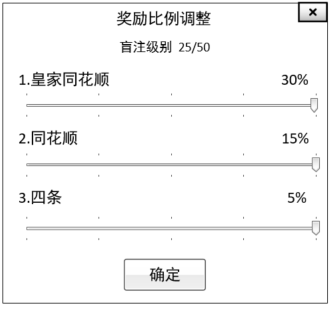 奖励比例调整
盲注级别 25/50
1.皇家同花顺 30%
2.同花顺 15%
3.四条 5%
确定